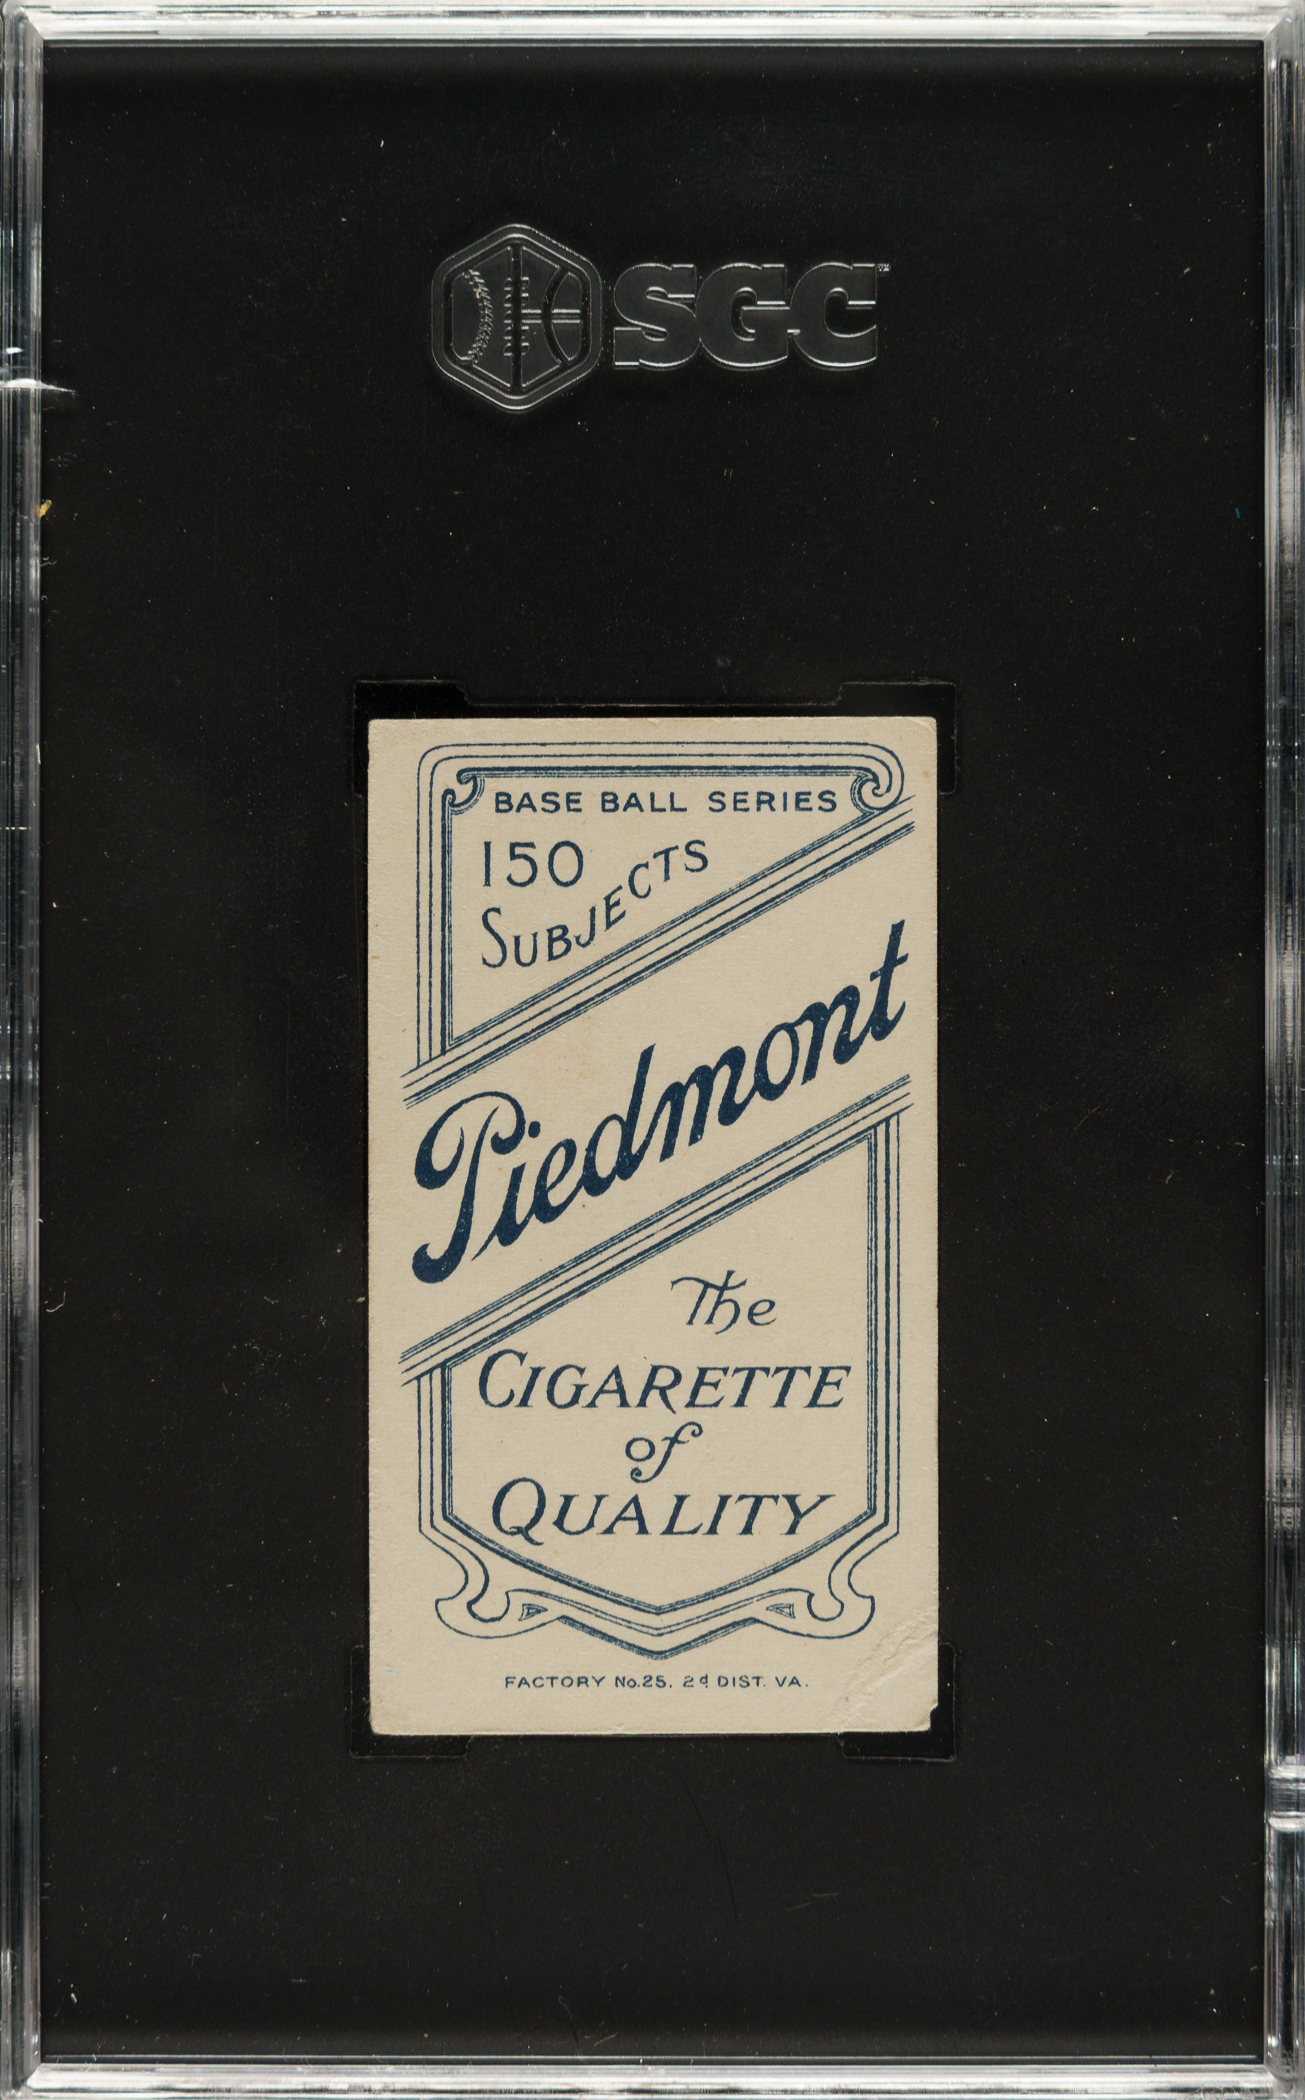 SGC
BASE BALL SERIES
150
SUBJECTS
Piedmont
The
CIGARETTE
of
QUALITY
FACTORY No.25. 2d DIST. VA.